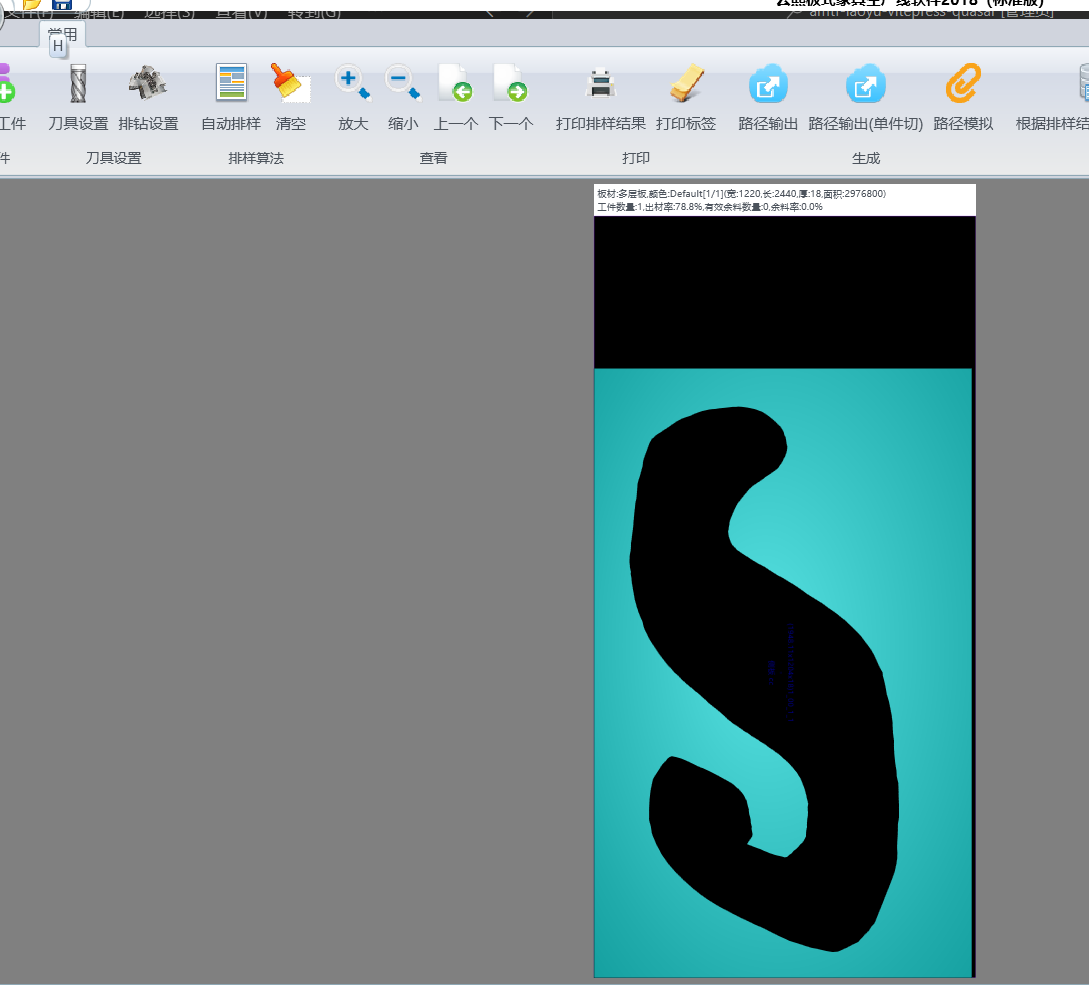 文件(F) 编辑(E) 选择(S) 查看(V) 转到(G)
云熙板式家具生产线软件2018 (标准版)
amti-laoyu-vitepress-quasar [管理员]
常用
H
工件 刀具设置 排钻设置 自动排样 清空 放大 缩小 上一个 下一个 打印排样结果 打印标签 路径输出 路径输出(单件切) 路径模拟 根据排样结
件 刀具设置 排样算法 查看 打印 生成
板材:多层板,颜色:Default[1/1](宽:1220,长:2440,厚:18,面积:2976800)
工件数量:1,出材率:78.8%,有效余料数量:0,余料率:0.0%